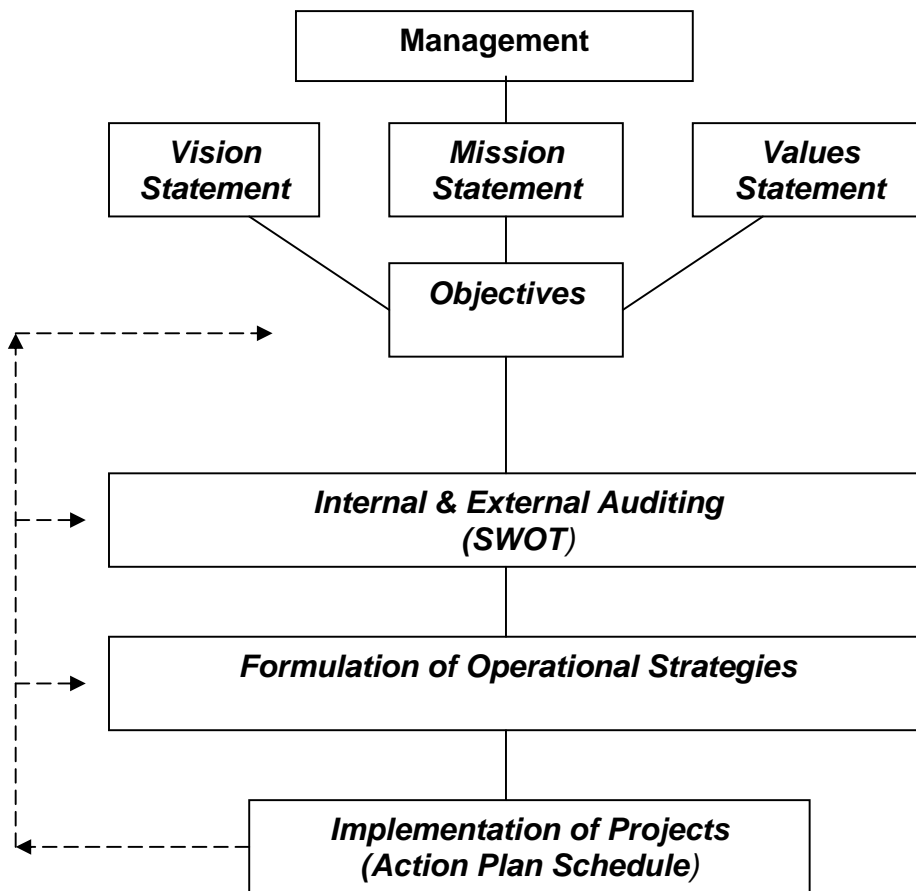 Management
Vision
Statement
Mission
Statement
Values
Statement
Objectives
Internal & External Auditing
(SWOT)
Formulation of Operational Strategies
Implementation of Projects
(Action Plan Schedule)